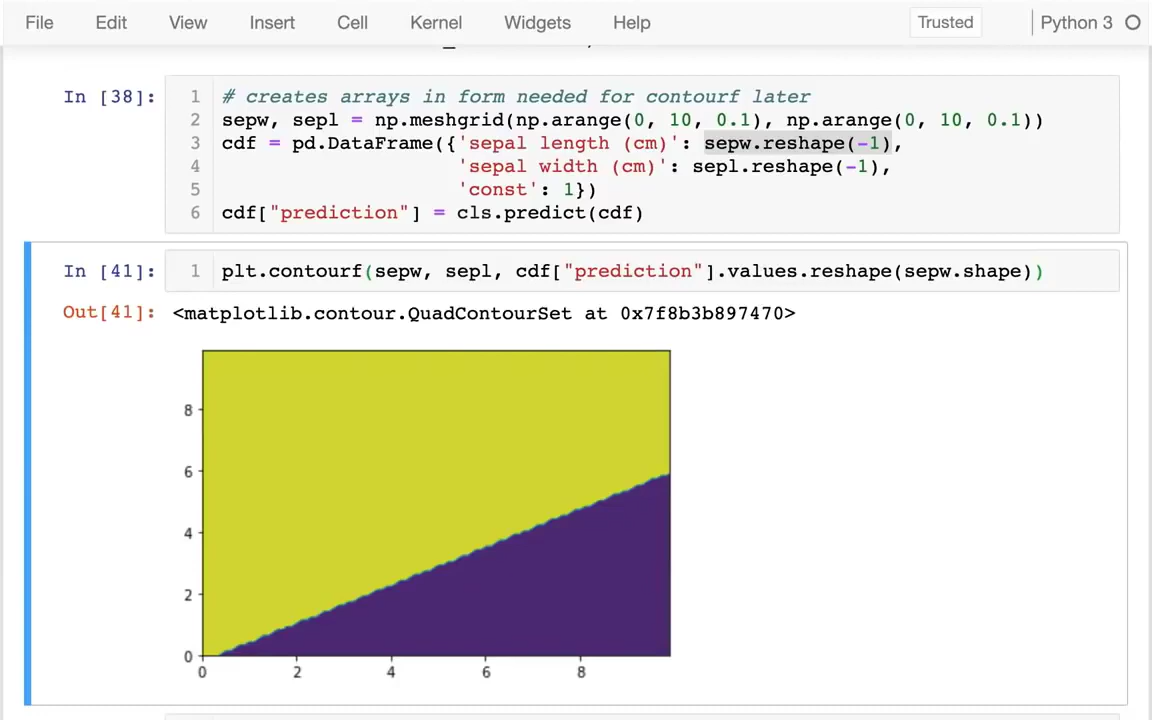 File Edit View Insert Cell Kernel Widgets Help Trusted Python 3
In [38]:
1 # creates arrays in form needed for contourf later
2 sepw, sepl = np.meshgrid(np.arange(0, 10, 0.1), np.arange(0, 10, 0.1))
3 cdf = pd.DataFrame({'sepal length (cm)': sepw.reshape(-1),
4 'sepal width (cm)': sepl.reshape(-1),
5 'const': 1})
6 cdf["prediction"] = cls.predict(cdf)
In [41]:
1 plt.contourf(sepw, sepl, cdf["prediction"].values.reshape(sepw.shape))
Out[41]: <matplotlib.contour.QuadContourSet at 0x7f8b3b897470>
8
6
4
2
0
0 2 4 6 8